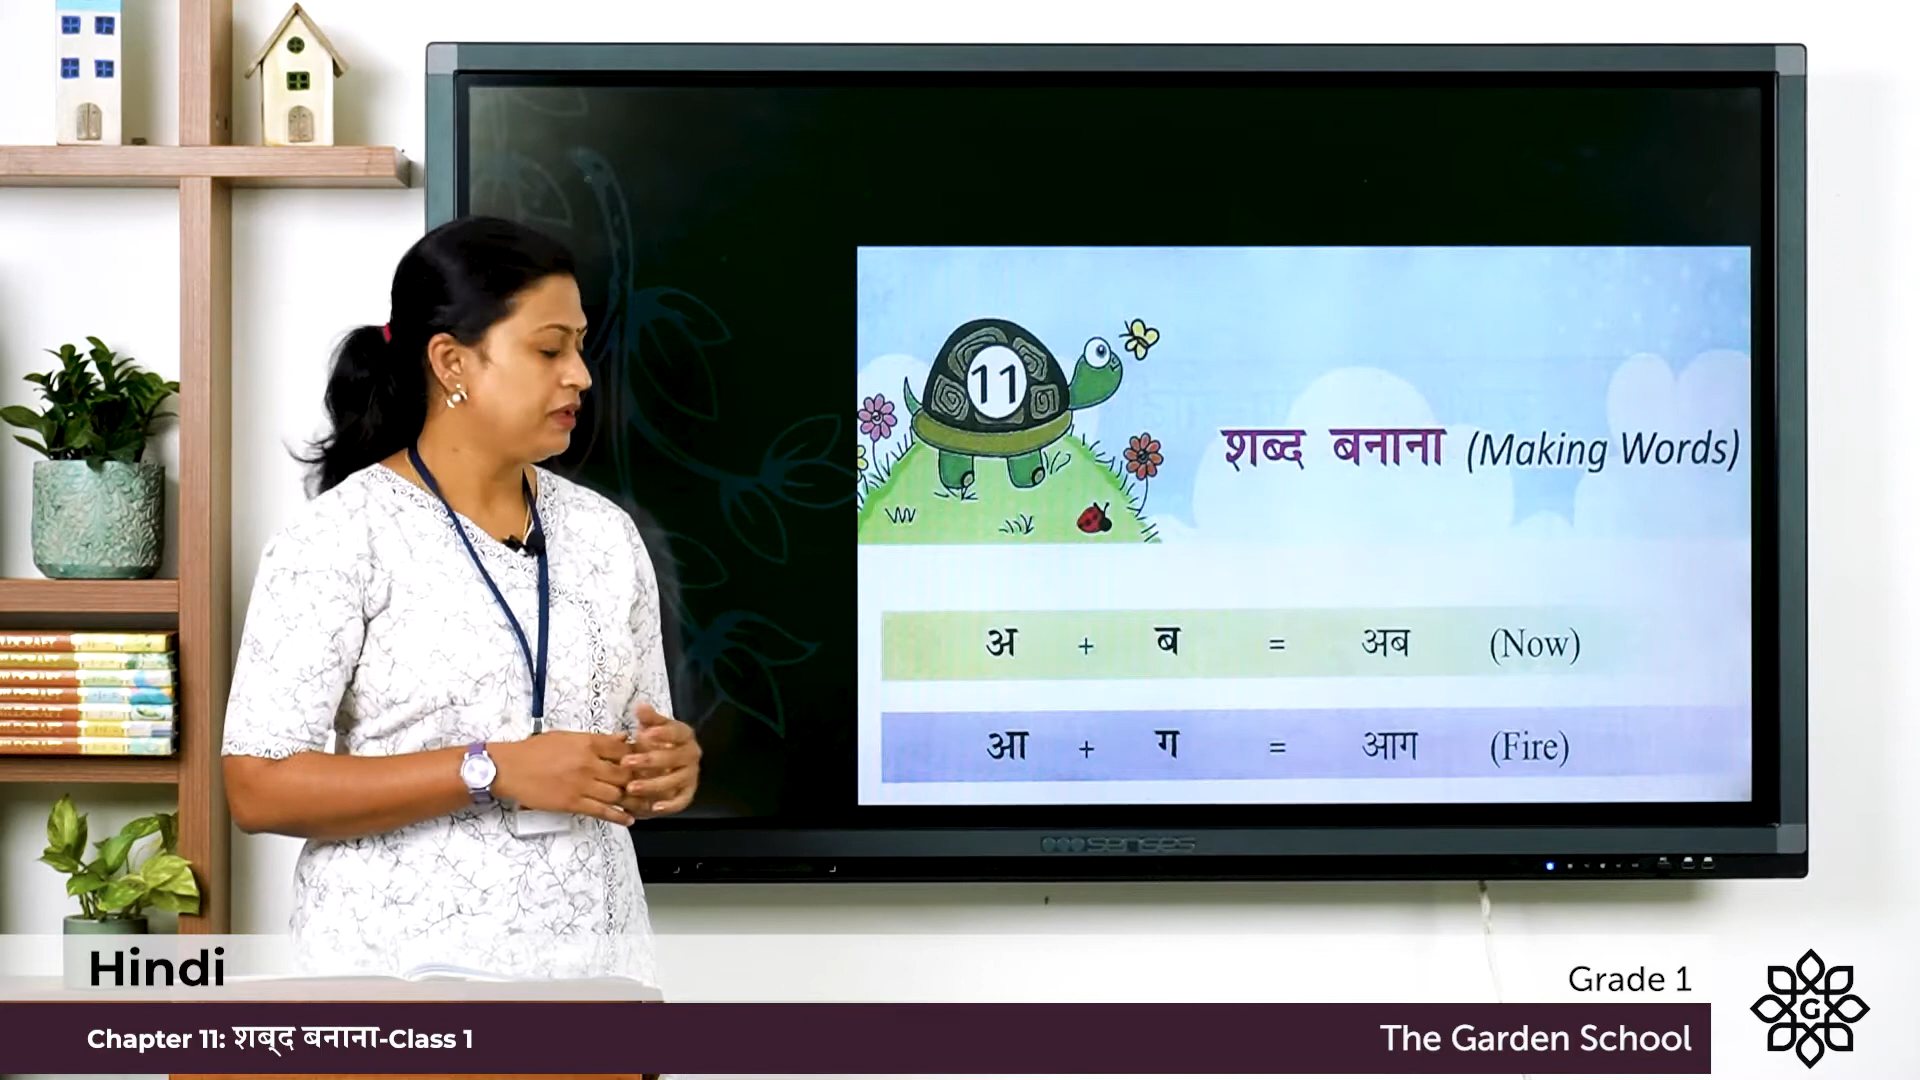 11
शब्द बनाना (Making Words)
अ + ब = अब (Now)
आ + ग = आग (Fire)
senses
Hindi
Grade 1
Chapter 11: शब्द बनाना-Class 1
The Garden School
G